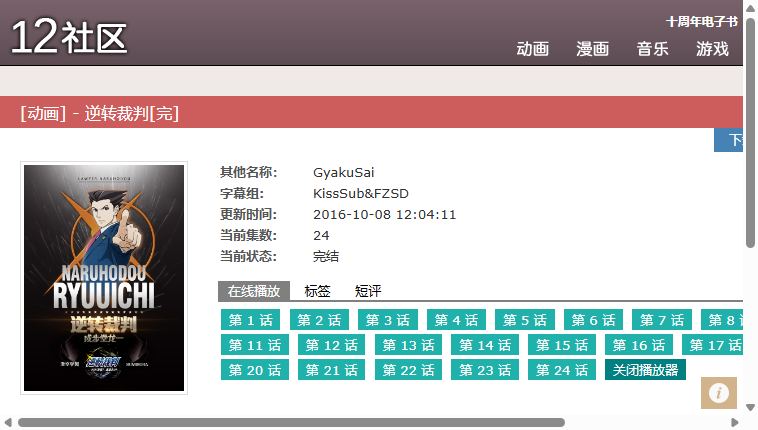 12社区
十周年电子书
动画 漫画 音乐 游戏
[动画] - 逆转裁判[完]
NARUHODOU
RYUUICHI
逆转裁判
成步堂龙一
其他名称： GyakuSai
字幕组： KissSub&FZSD
更新时间： 2016-10-08 12:04:11
当前集数： 24
当前状态： 完结
在线播放 标签 短评
第 1 话 第 2 话 第 3 话 第 4 话 第 5 话 第 6 话 第 7 话 第 8
第 11 话 第 12 话 第 13 话 第 14 话 第 15 话 第 16 话 第 17 话
第 20 话 第 21 话 第 22 话 第 23 话 第 24 话 关闭播放器